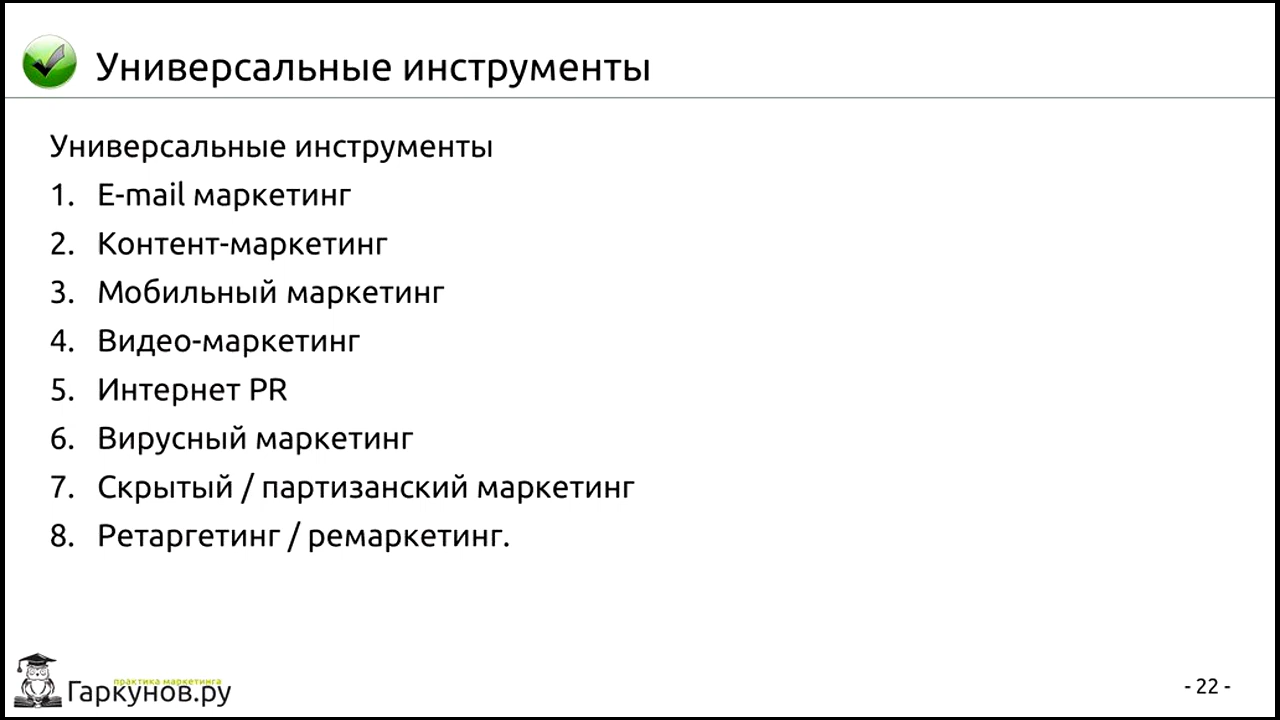 Универсальные инструменты
Универсальные инструменты
1. E-mail маркетинг
2. Контент-маркетинг
3. Мобильный маркетинг
4. Видео-маркетинг
5. Интернет PR
6. Вирусный маркетинг
7. Скрытый / партизанский маркетинг
8. Ретаргетинг / ремаркетинг.
практика маркетинга
Гаркунов.ру
- 22 -